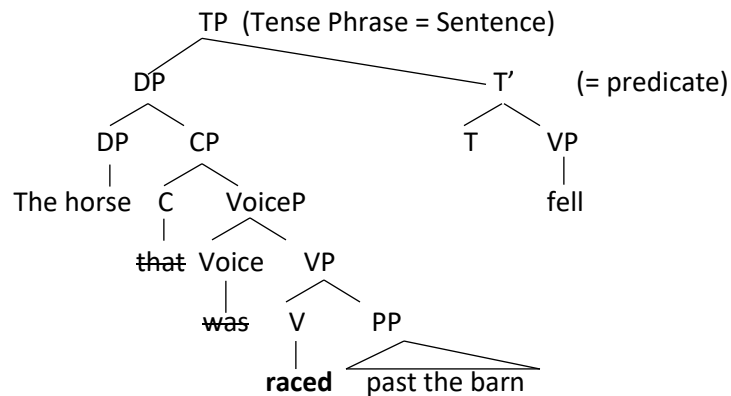 TP (Tense Phrase = Sentence)
DP T’ (= predicate)
DP CP T VP
The horse C VoiceP fell
that Voice VP
was V PP
raced past the barn